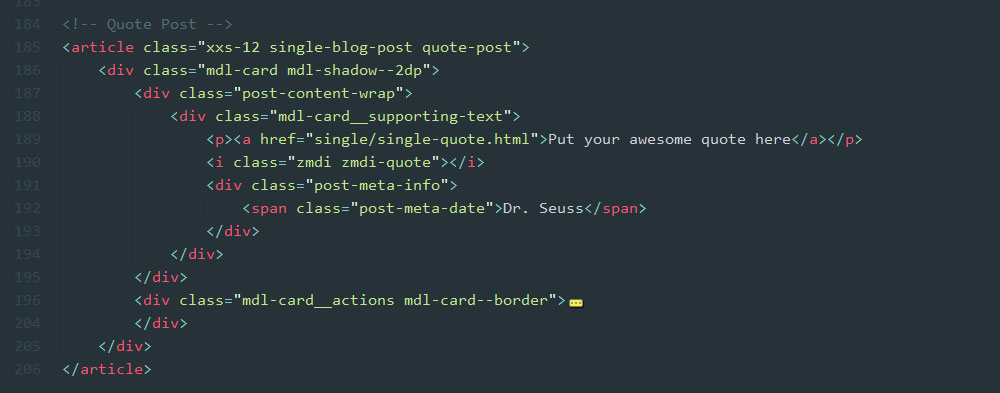 183
184 <!-- Quote Post -->
185 <article class="xxs-12 single-blog-post quote-post">
186 <div class="mdl-card mdl-shadow--2dp">
187 <div class="post-content-wrap">
188 <div class="mdl-card__supporting-text">
189 <p><a href="single/single-quote.html">Put your awesome quote here</a></p>
190 <i class="zmdi zmdi-quote"></i>
191 <div class="post-meta-info">
192 <span class="post-meta-date">Dr. Seuss</span>
193 </div>
194 </div>
195 </div>
196 <div class="mdl-card__actions mdl-card--border">
204 </div>
205 </div>
206 </article>